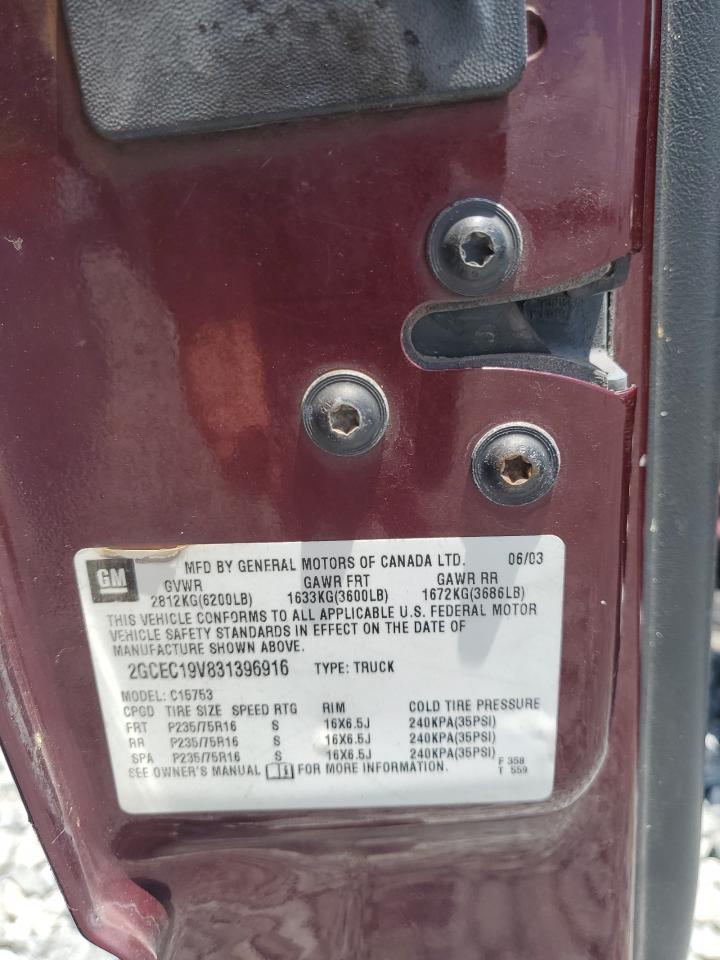 GM
MFD BY GENERAL MOTORS OF CANADA LTD. 06/03
GVWR GAWR FRT GAWR RR
2812KG(6200LB) 1633KG(3600LB) 1672KG(3686LB)
THIS VEHICLE CONFORMS TO ALL APPLICABLE U.S. FEDERAL MOTOR
VEHICLE SAFETY STANDARDS IN EFFECT ON THE DATE OF
MANUFACTURE SHOWN ABOVE.
2GCEC19V831396916 TYPE: TRUCK
MODEL: C15753
CPGD TIRE SIZE SPEED RTG RIM COLD TIRE PRESSURE
FRT P235/75R16 S 16X6.5J 240KPA(35PSI)
RR P235/75R16 S 16X6.5J 240KPA(35PSI)
SPA P235/75R16 S 16X6.5J 240KPA(35PSI)
SEE OWNER'S MANUAL FOR MORE INFORMATION.
F 358
T 559